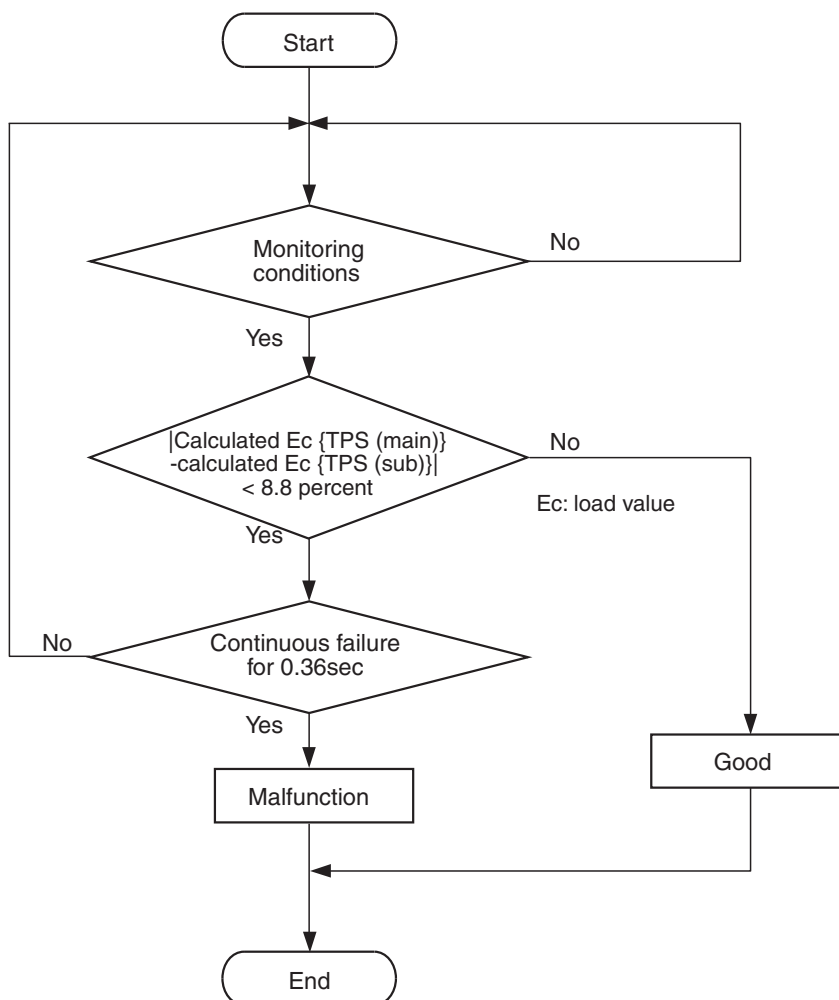 Start
Monitoring
conditions
No
Yes
|Calculated Ec {TPS (main)}
-calculated Ec {TPS (sub)}|
< 8.8 percent
No
Ec: load value
Yes
Continuous failure
for 0.36sec
No
Yes
Malfunction
Good
End